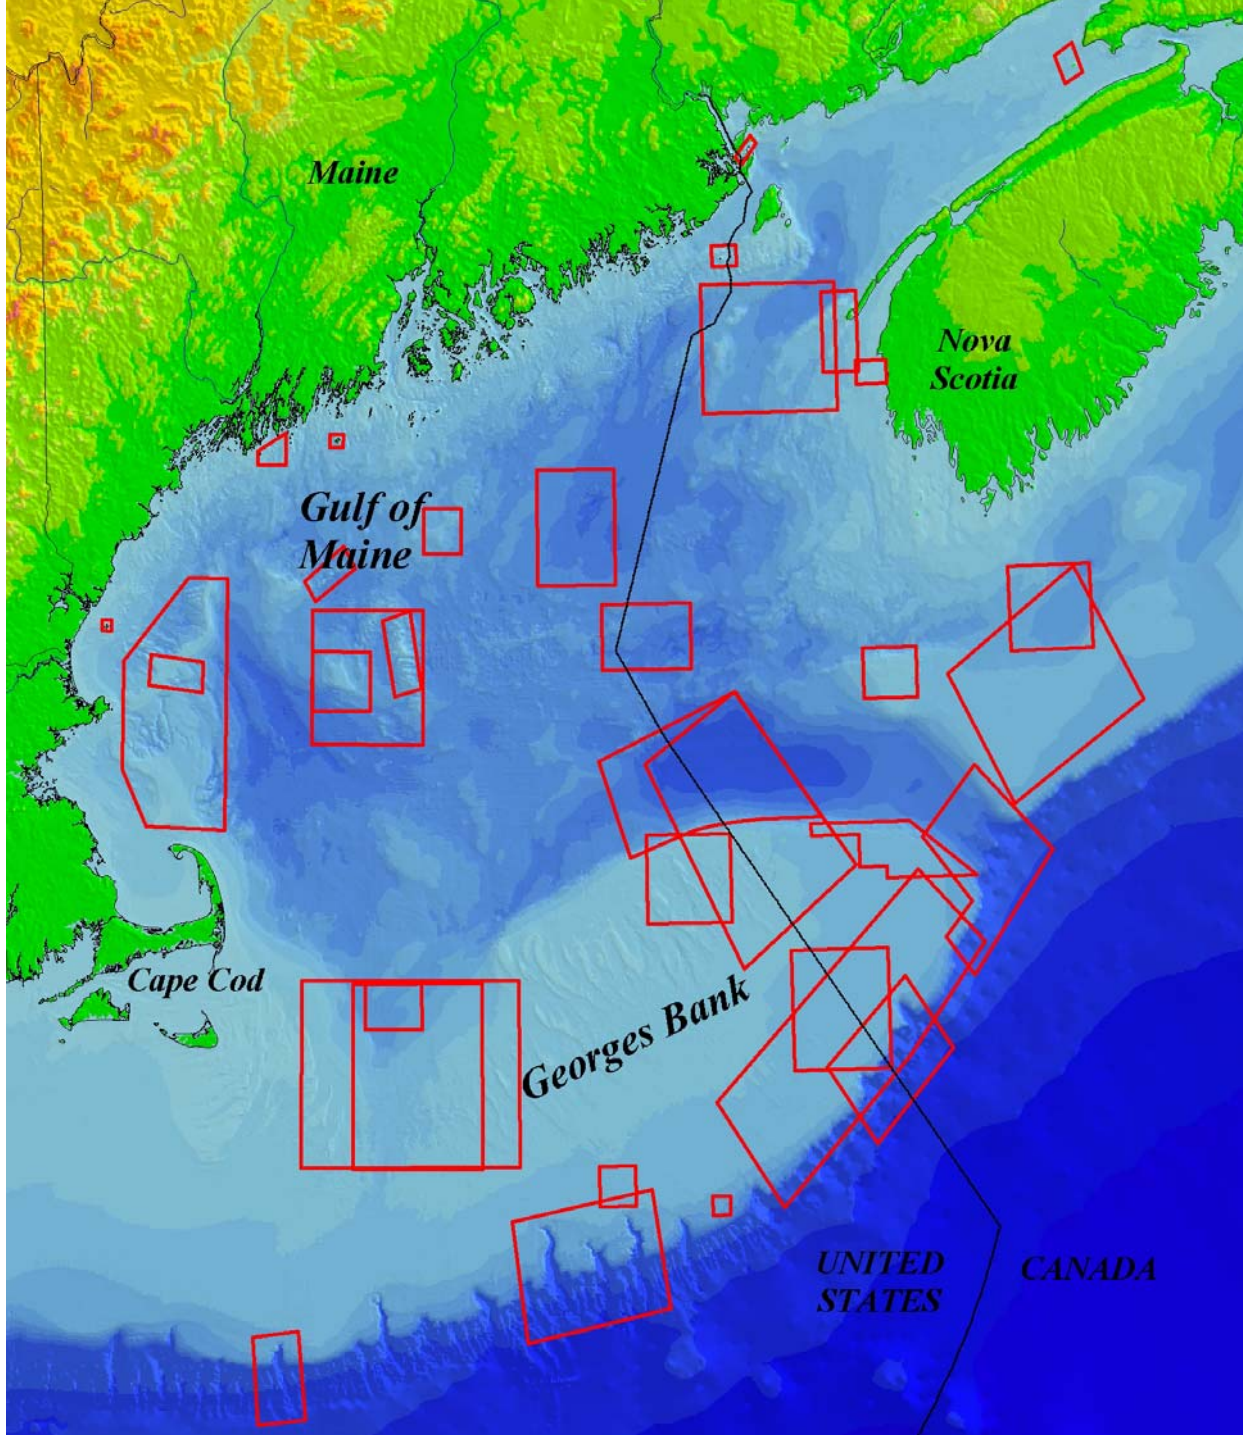 Maine
Nova
Scotia
Gulf of
Maine
Cape Cod
Georges Bank
UNITED
STATES
CANADA